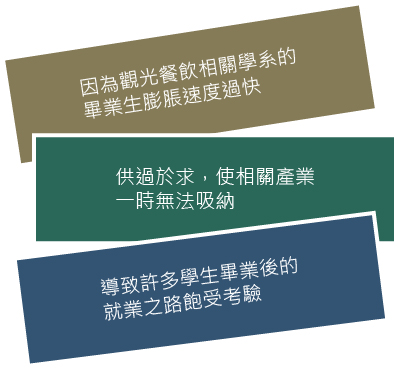 因為觀光餐飲相關學系的
畢業生膨脹速度過快
供過於求，使相關產業
一時無法吸納
導致許多學生畢業後的
就業之路飽受考驗